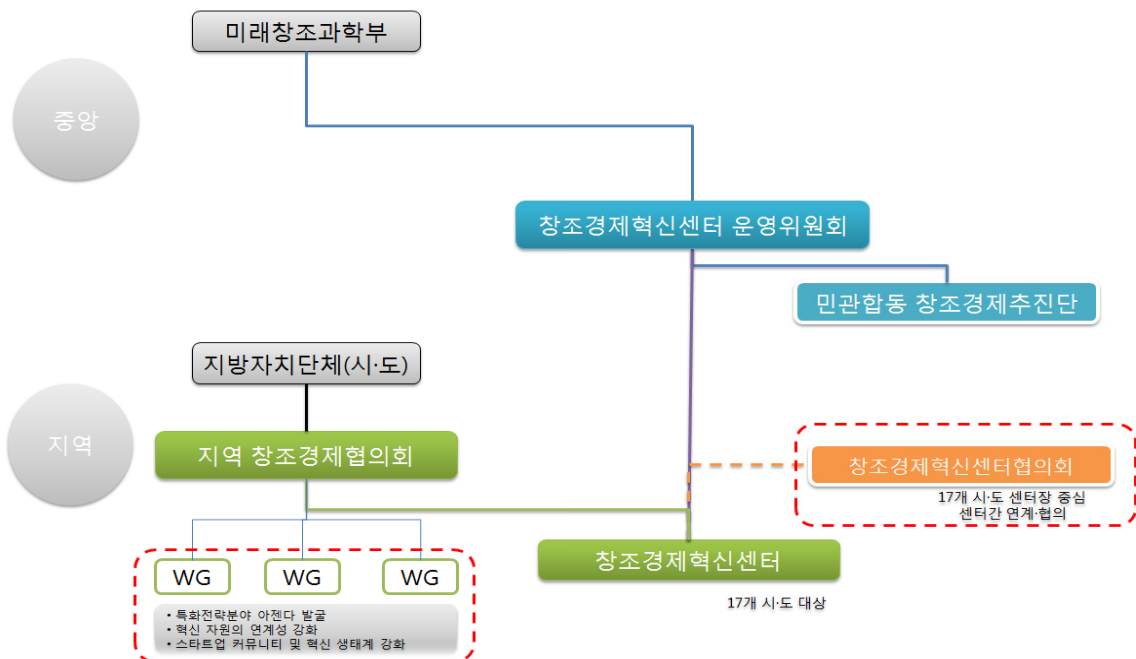 미래창조과학부
중앙
창조경제혁신센터 운영위원회
민관합동 창조경제추진단
지방자치단체(시·도)
지역
지역 창조경제협의회
창조경제혁신센터협의회
17개 시·도 센터장 중심
센터간 연계·협의
창조경제혁신센터
17개 시·도 대상
WG WG WG
• 특화전략분야 아젠다 발굴
• 혁신 자원의 연계성 강화
• 스타트업 커뮤니티 및 혁신 생태계 강화